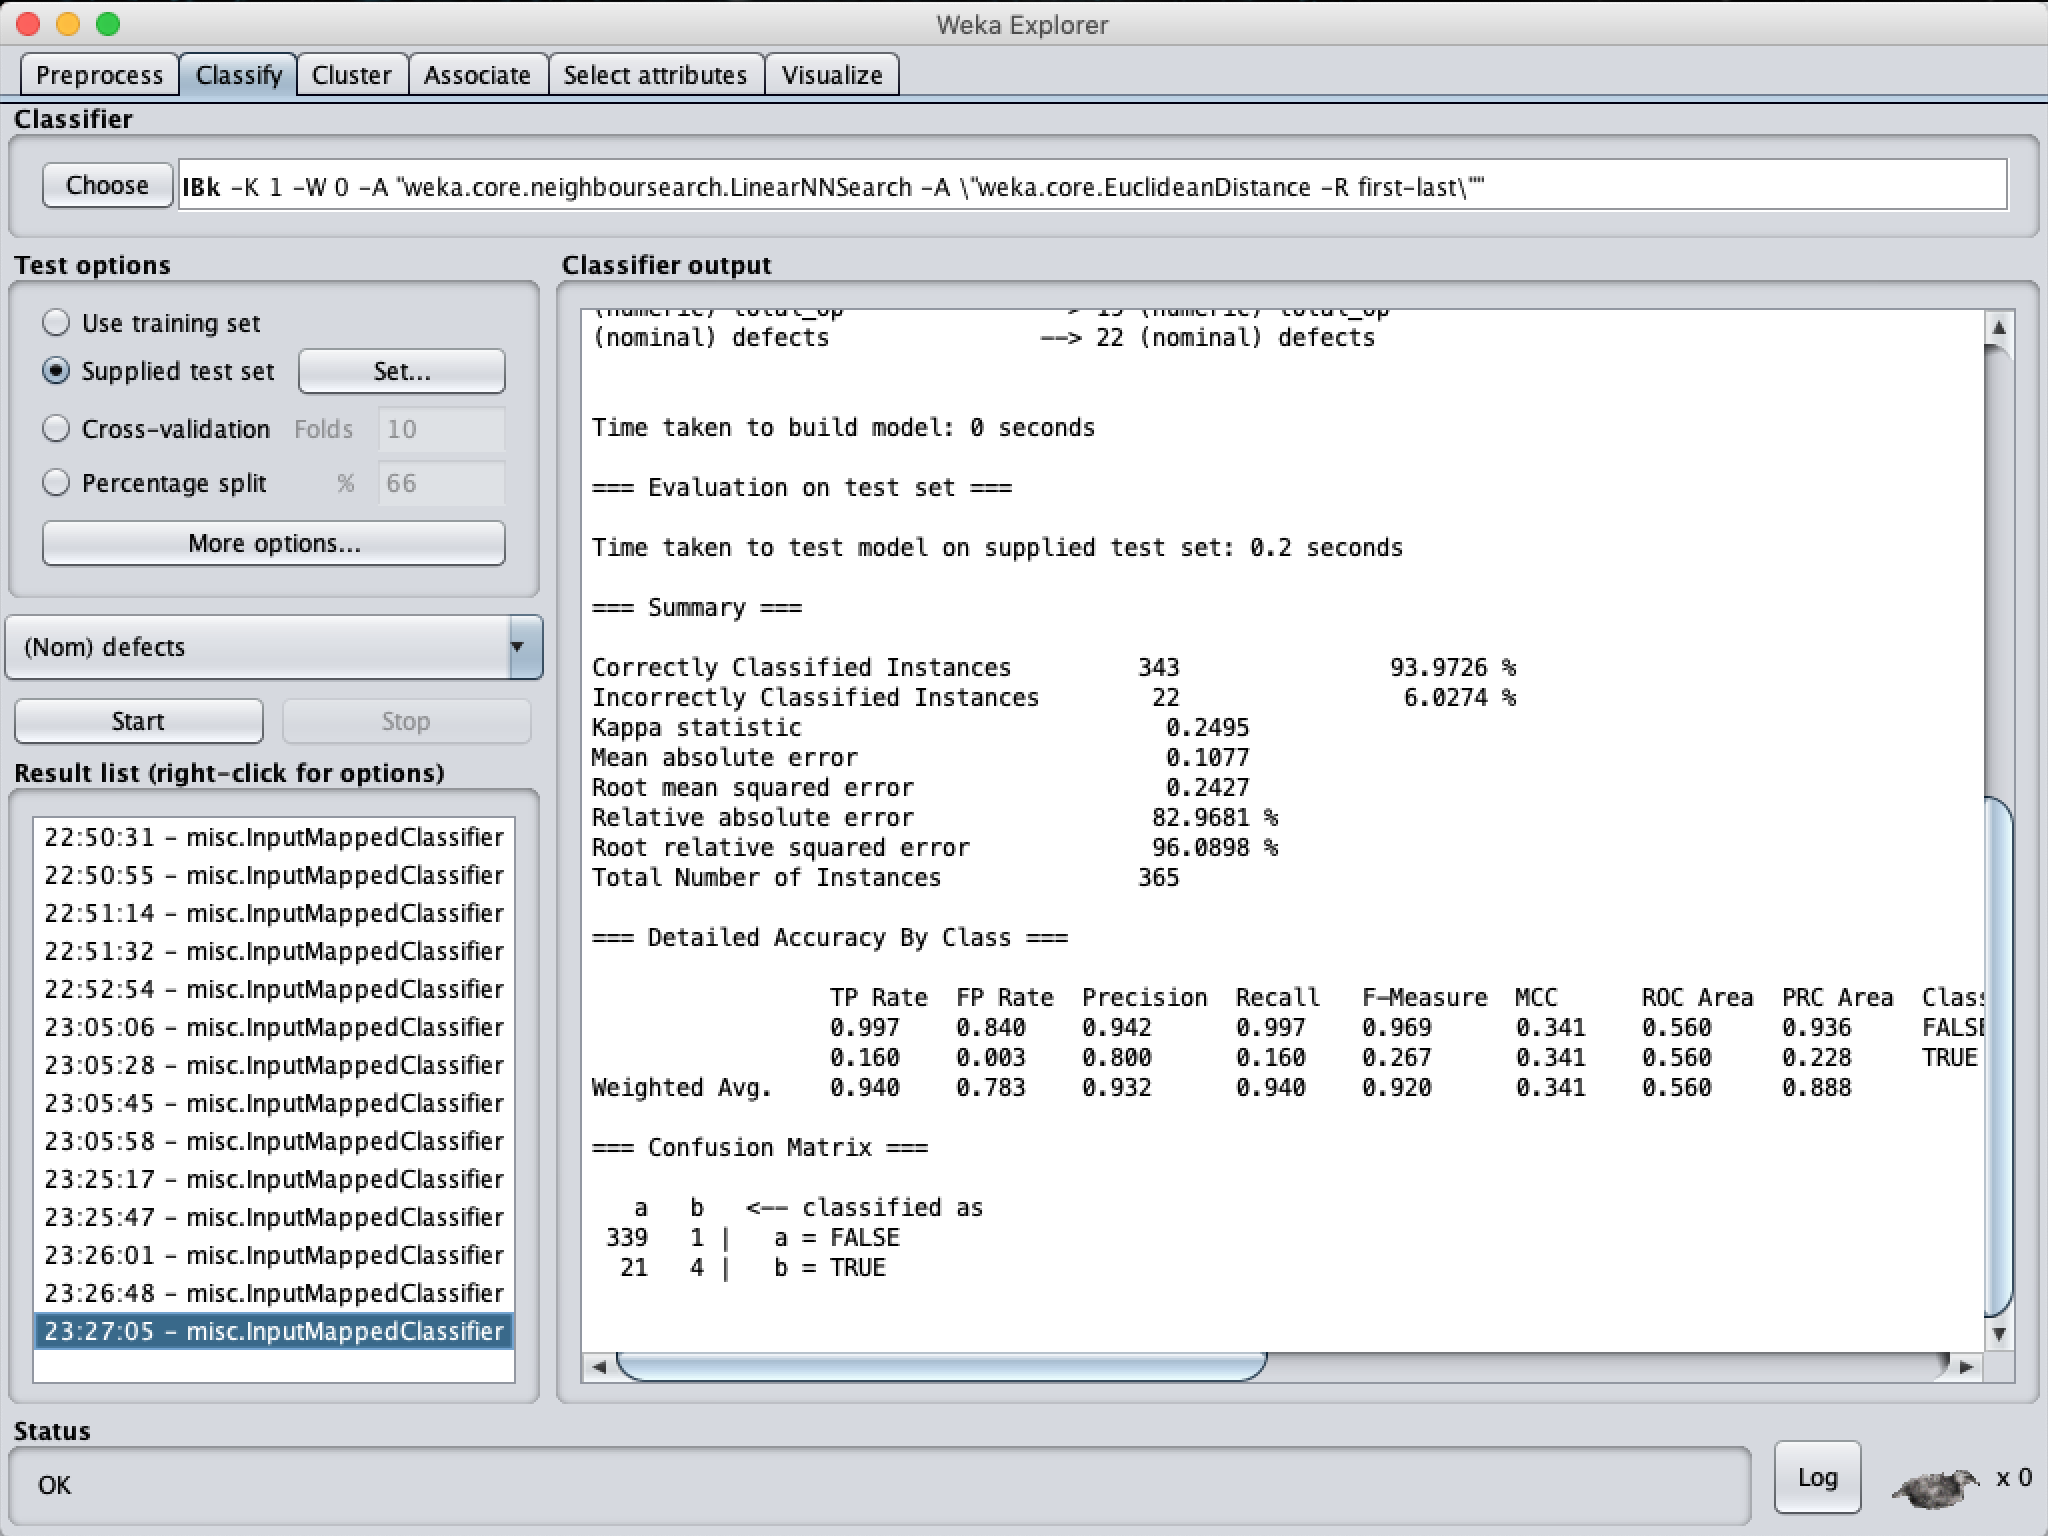 Weka Explorer
Preprocess Classify Cluster Associate Select attributes Visualize
Classifier
Choose IBk -K 1 -W 0 -A "weka.core.neighboursearch.LinearNNSearch -A \"weka.core.EuclideanDistance -R first-last\""
Test options
Use training set
Supplied test set Set...
Cross-validation Folds 10
Percentage split % 66
More options...
(Nom) defects
Start Stop
Result list (right-click for options)
22:50:31 - misc.InputMappedClassifier
22:50:55 - misc.InputMappedClassifier
22:51:14 - misc.InputMappedClassifier
22:51:32 - misc.InputMappedClassifier
22:52:54 - misc.InputMappedClassifier
23:05:06 - misc.InputMappedClassifier
23:05:28 - misc.InputMappedClassifier
23:05:45 - misc.InputMappedClassifier
23:05:58 - misc.InputMappedClassifier
23:25:17 - misc.InputMappedClassifier
23:25:47 - misc.InputMappedClassifier
23:26:01 - misc.InputMappedClassifier
23:26:48 - misc.InputMappedClassifier
23:27:05 - misc.InputMappedClassifier
Classifier output
(numeric) total_op (numeric) total_op
(nominal) defects --> 22 (nominal) defects
Time taken to build model: 0 seconds
=== Evaluation on test set ===
Time taken to test model on supplied test set: 0.2 seconds
=== Summary ===
Correctly Classified Instances 343 93.9726 %
Incorrectly Classified Instances 22 6.0274 %
Kappa statistic 0.2495
Mean absolute error 0.1077
Root mean squared error 0.2427
Relative absolute error 82.9681 %
Root relative squared error 96.0898 %
Total Number of Instances 365
=== Detailed Accuracy By Class ===
TP Rate FP Rate Precision Recall F-Measure MCC ROC Area PRC Area Clas
0.997 0.840 0.942 0.997 0.969 0.341 0.560 0.936 FALSE
0.160 0.003 0.800 0.160 0.267 0.341 0.560 0.228 TRUE
Weighted Avg. 0.940 0.783 0.932 0.940 0.920 0.341 0.560 0.888
=== Confusion Matrix ===
a b <-- classified as
339 1 | a = FALSE
21 4 | b = TRUE
Status
OK
Log x 0